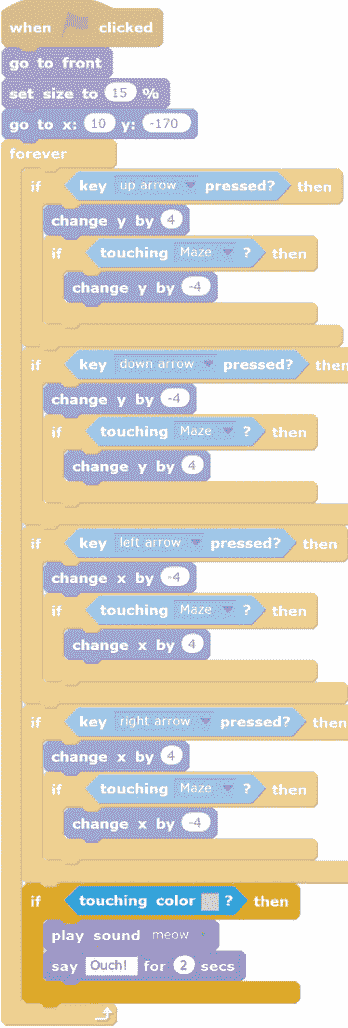 when clicked
go to front
set size to 15 %
go to x: 10 y: -170
forever
if key up arrow pressed? then
change y by 4
if touching Maze ? then
change y by -4
if key down arrow pressed? then
change y by -4
if touching Maze ? then
change y by 4
if key left arrow pressed? then
change x by -4
if touching Maze ? then
change x by 4
if key right arrow pressed? then
change x by 4
if touching Maze ? then
change x by -4
if touching color ? then
play sound meow
say Ouch! for 2 secs